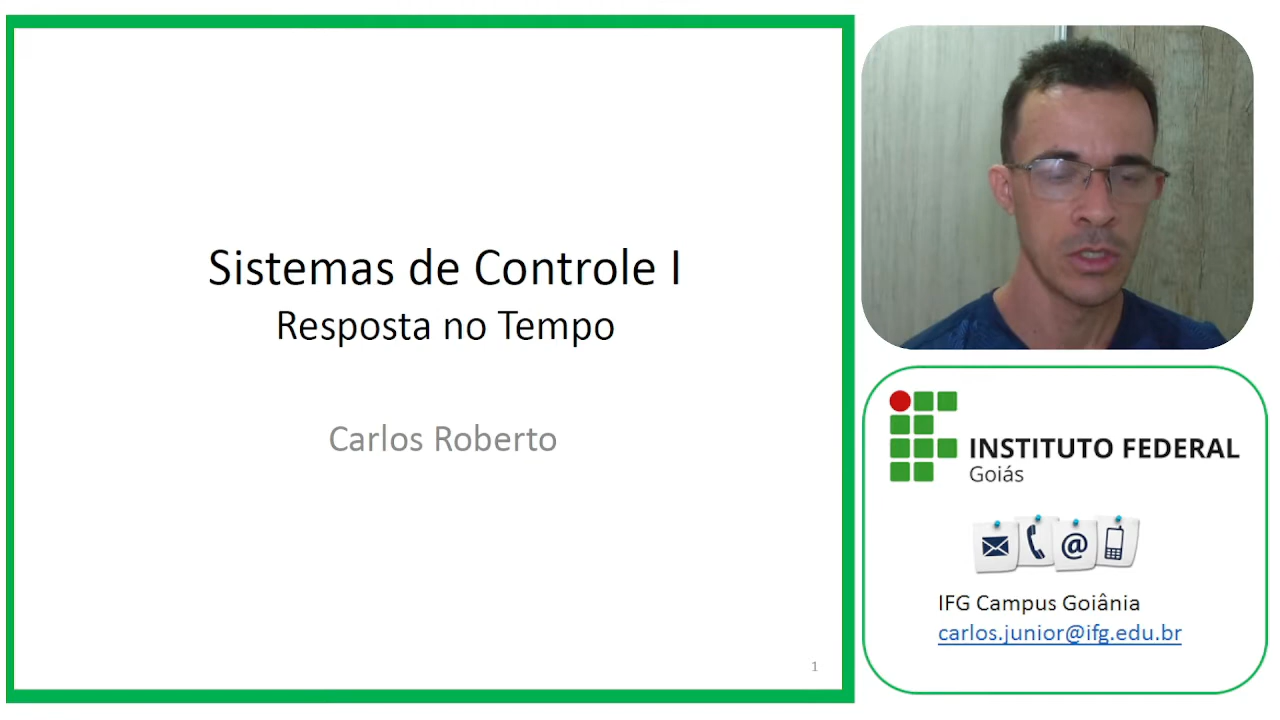 Sistemas de Controle I
Resposta no Tempo
Carlos Roberto
1
INSTITUTO FEDERAL
Goiás
@
IFG Campus Goiânia
carlos.junior@ifg.edu.br